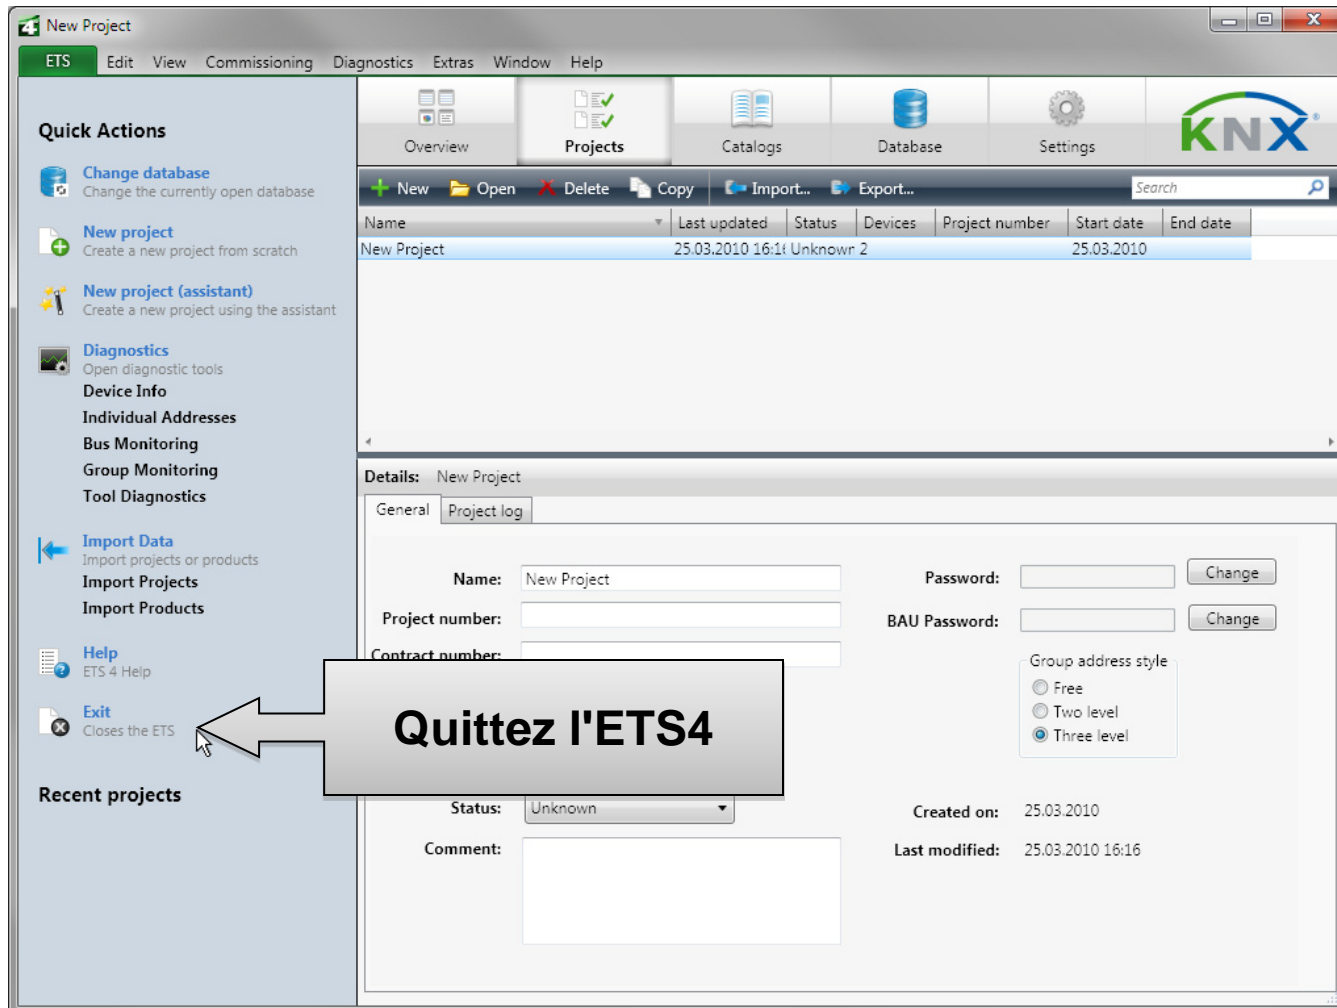 New Project
ETS Edit View Commissioning Diagnostics Extras Window Help
Quick Actions
Change database
Change the currently open database
New project
Create a new project from scratch
New project (assistant)
Create a new project using the assistant
Diagnostics
Open diagnostic tools
Device Info
Individual Addresses
Bus Monitoring
Group Monitoring
Tool Diagnostics
Import Data
Import projects or products
Import Projects
Import Products
Help
ETS 4 Help
Exit
Closes the ETS
Recent projects
Overview Projects Catalogs Database Settings
KNX
New Open Delete Copy Import... Export... Search
Name Last updated Status Devices Project number Start date End date
New Project 25.03.2010 16:16 Unknown 2 25.03.2010
Details: New Project
General Project log
Name: New Project Password: Change
Project number: BAU Password: Change
Contract number:
Group address style
Free
Two level
Three level
Quittez l'ETS4
Status: Unknown Created on: 25.03.2010
Comment: Last modified: 25.03.2010 16:16